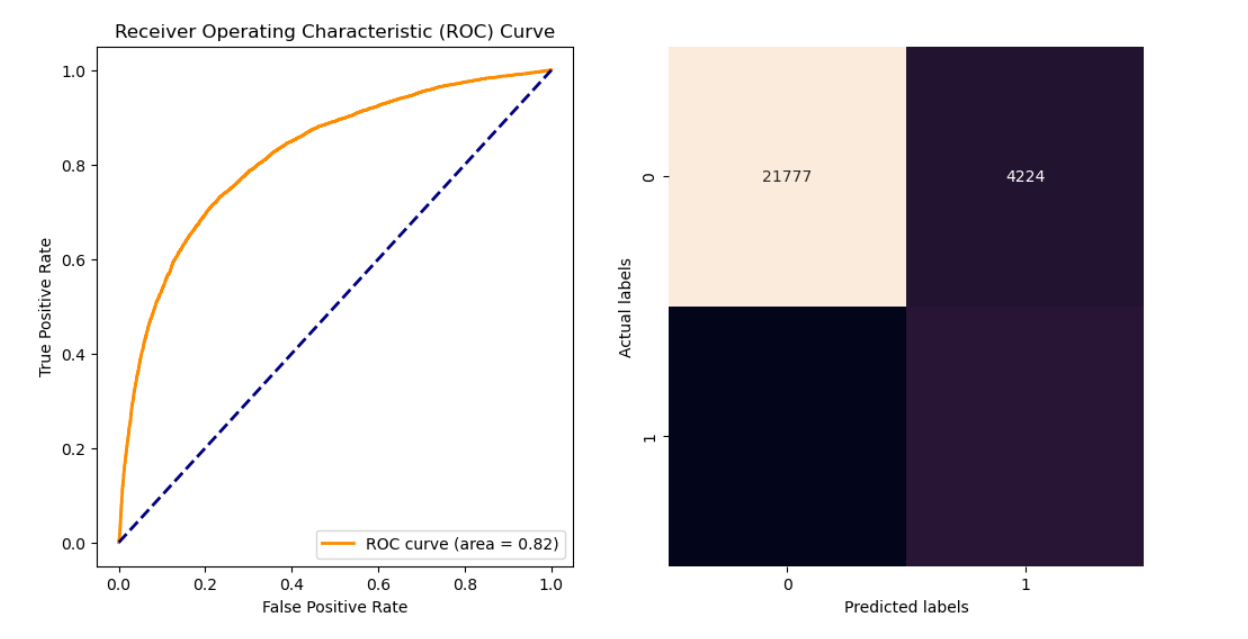 Receiver Operating Characteristic (ROC) Curve
True Positive Rate
1.0
0.8
0.6
0.4
0.2
0.0
ROC curve (area = 0.82)
0.0 0.2 0.4 0.6 0.8 1.0
False Positive Rate
Actual labels
0
1
21777 4224
0 1
Predicted labels